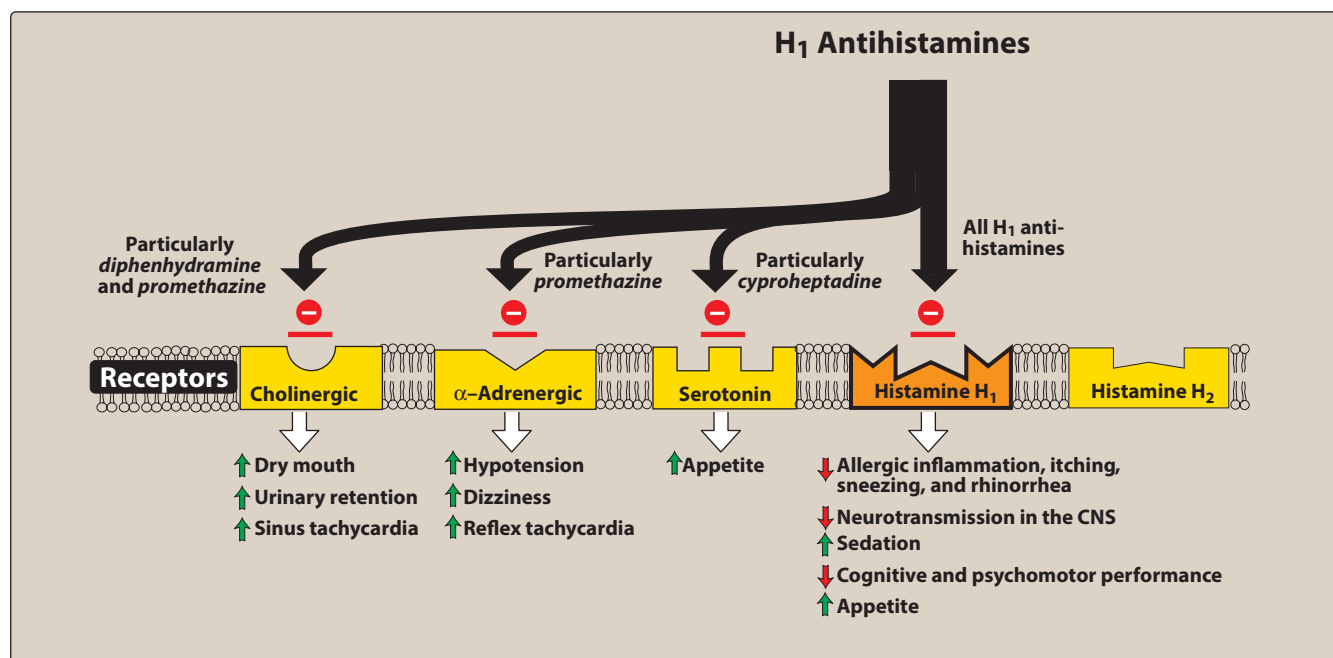 H₁ Antihistamines
Particularly
diphenhydramine
and promethazine
Particularly
promethazine
Particularly
cyproheptadine
All H₁ anti-
histamines
Receptors
Cholinergic
α–Adrenergic
Serotonin
Histamine H₁
Histamine H₂
Dry mouth
Urinary retention
Sinus tachycardia
Hypotension
Dizziness
Reflex tachycardia
Appetite
Allergic inflammation, itching,
sneezing, and rhinorrhea
Neurotransmission in the CNS
Sedation
Cognitive and psychomotor performance
Appetite